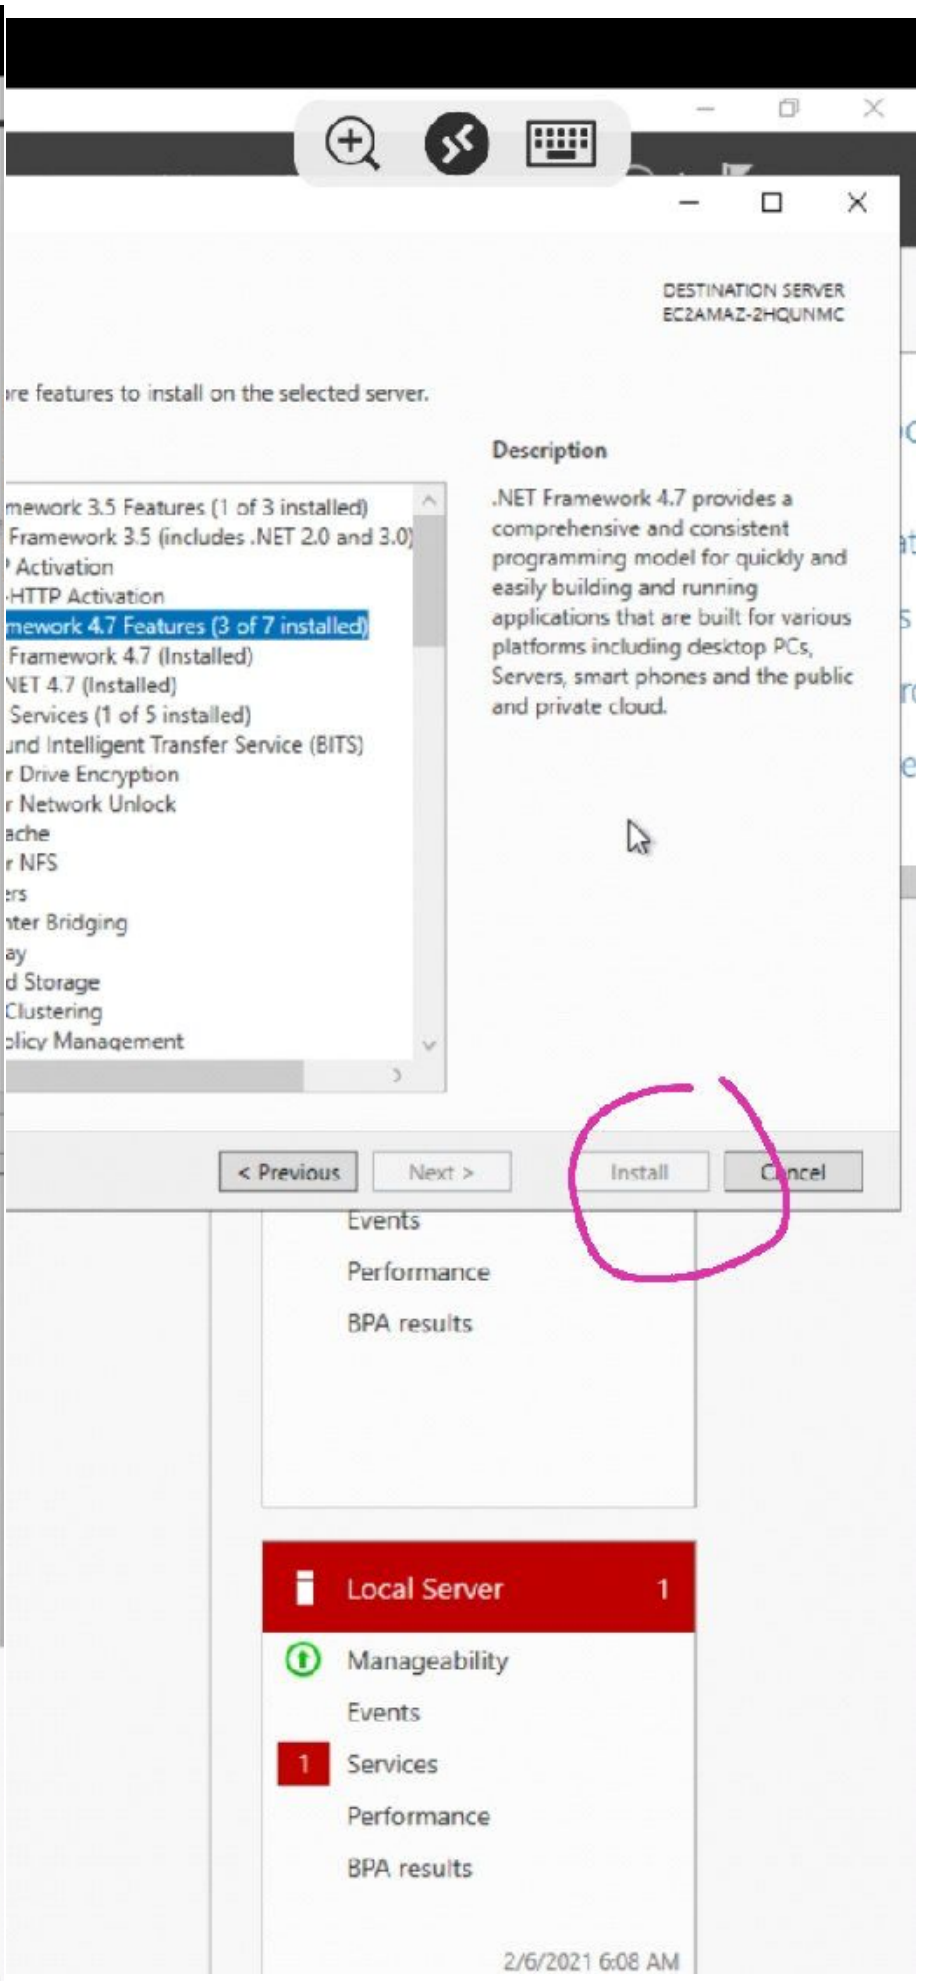 DESTINATION SERVER
EC2AMAZ-2HQUNMC
ore features to install on the selected server.
Description
.NET Framework 4.7 provides a
comprehensive and consistent
programming model for quickly and
easily building and running
applications that are built for various
platforms including desktop PCs,
Servers, smart phones and the public
and private cloud.
mework 3.5 Features (1 of 3 installed)
Framework 3.5 (includes .NET 2.0 and 3.0)
P Activation
-HTTP Activation
mework 4.7 Features (3 of 7 installed)
Framework 4.7 (Installed)
NET 4.7 (Installed)
Services (1 of 5 installed)
und Intelligent Transfer Service (BITS)
r Drive Encryption
r Network Unlock
ache
r NFS
ers
nter Bridging
ay
d Storage
Clustering
olicy Management
< Previous
Next >
Install
Cancel
Events
Performance
BPA results
Local Server 1
Manageability
Events
1 Services
Performance
BPA results
2/6/2021 6:08 AM